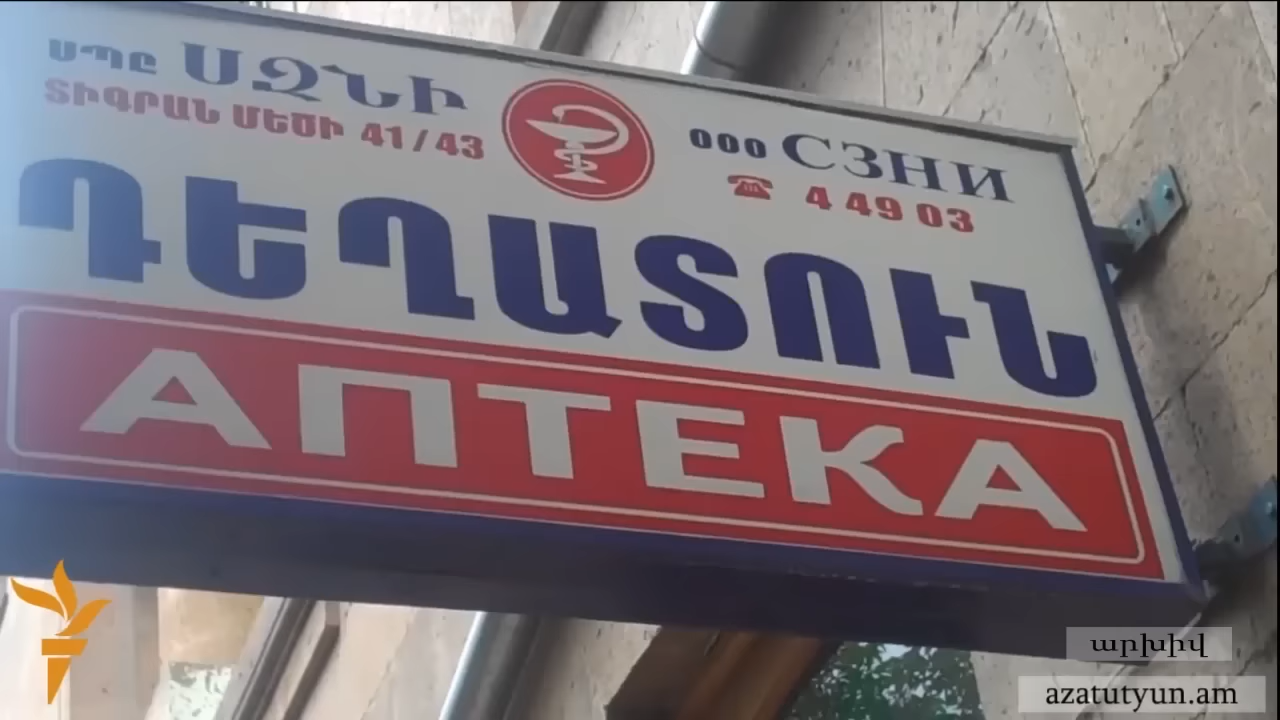 ՍՊԸ ՍԶՆԻ
ՏԻԳՐԱՆ ՄԵԾԻ 41/43
ООО СЗНИ
☎ 4 49 03
ԴԵՂԱՏՈՒՆ
АПТЕКА
արխիվ
azatutyun.am